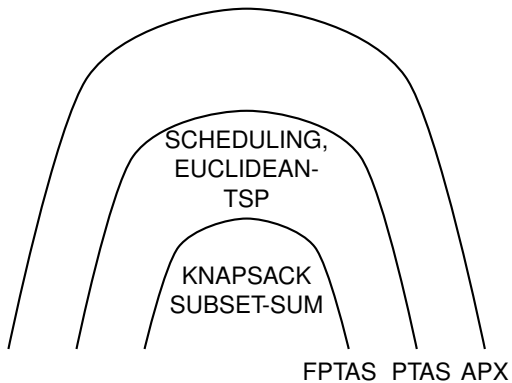 SCHEDULING,
EUCLIDEAN-
TSP
KNAPSACK
SUBSET-SUM
FPTAS PTAS APX